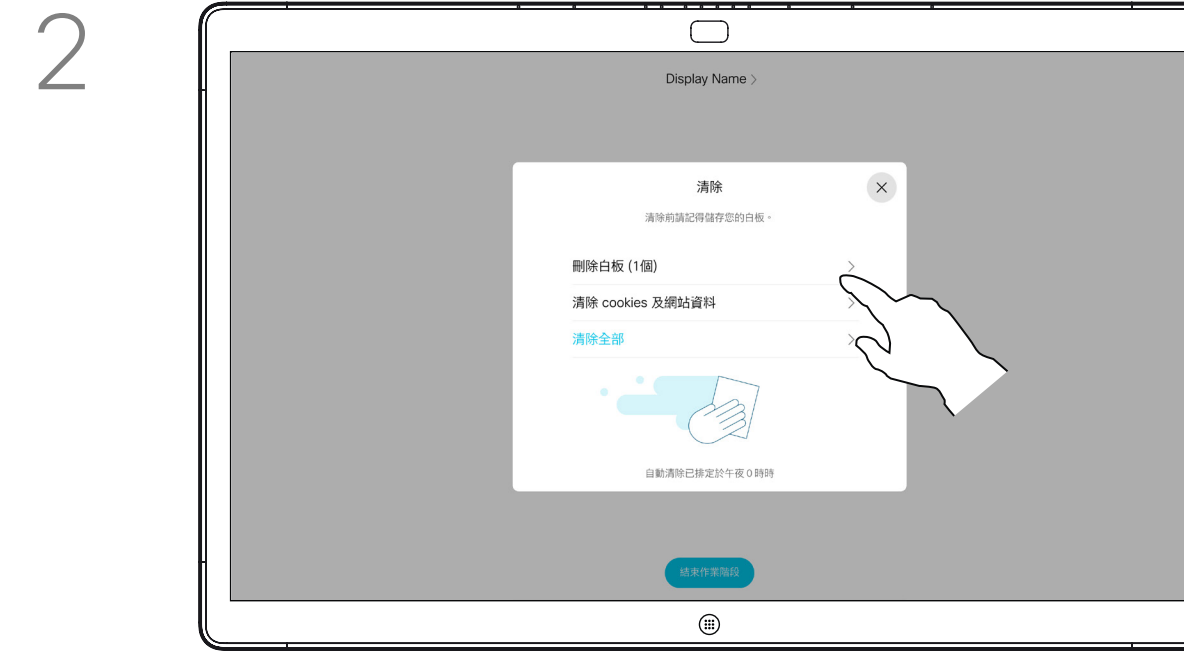 2
Display Name >
清除
清除前請記得儲存您的白板。
刪除白板 (1個)
清除 cookies 及網站資料
清除全部
自動清除已排定於午夜 0 時時
結束作業階段